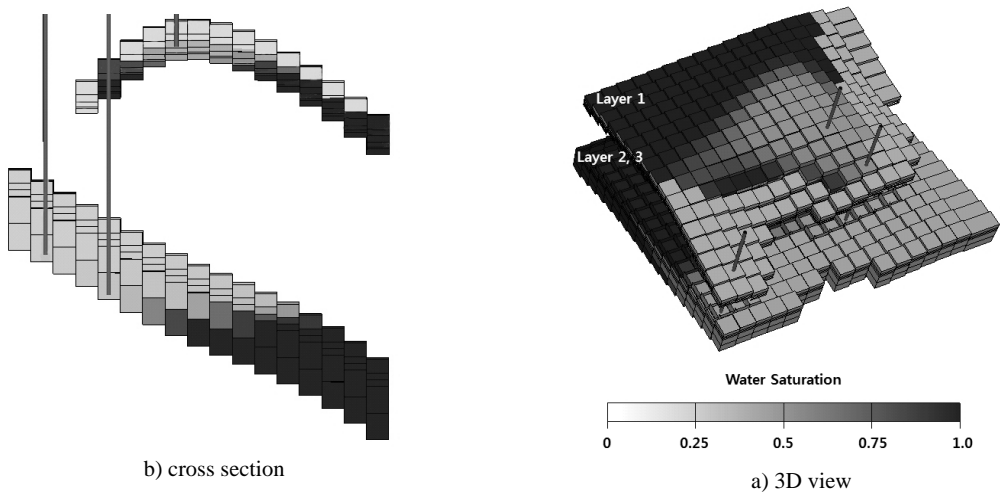 Layer 1
Layer 2, 3
Water Saturation
0 0.25 0.5 0.75 1.0
b) cross section
a) 3D view